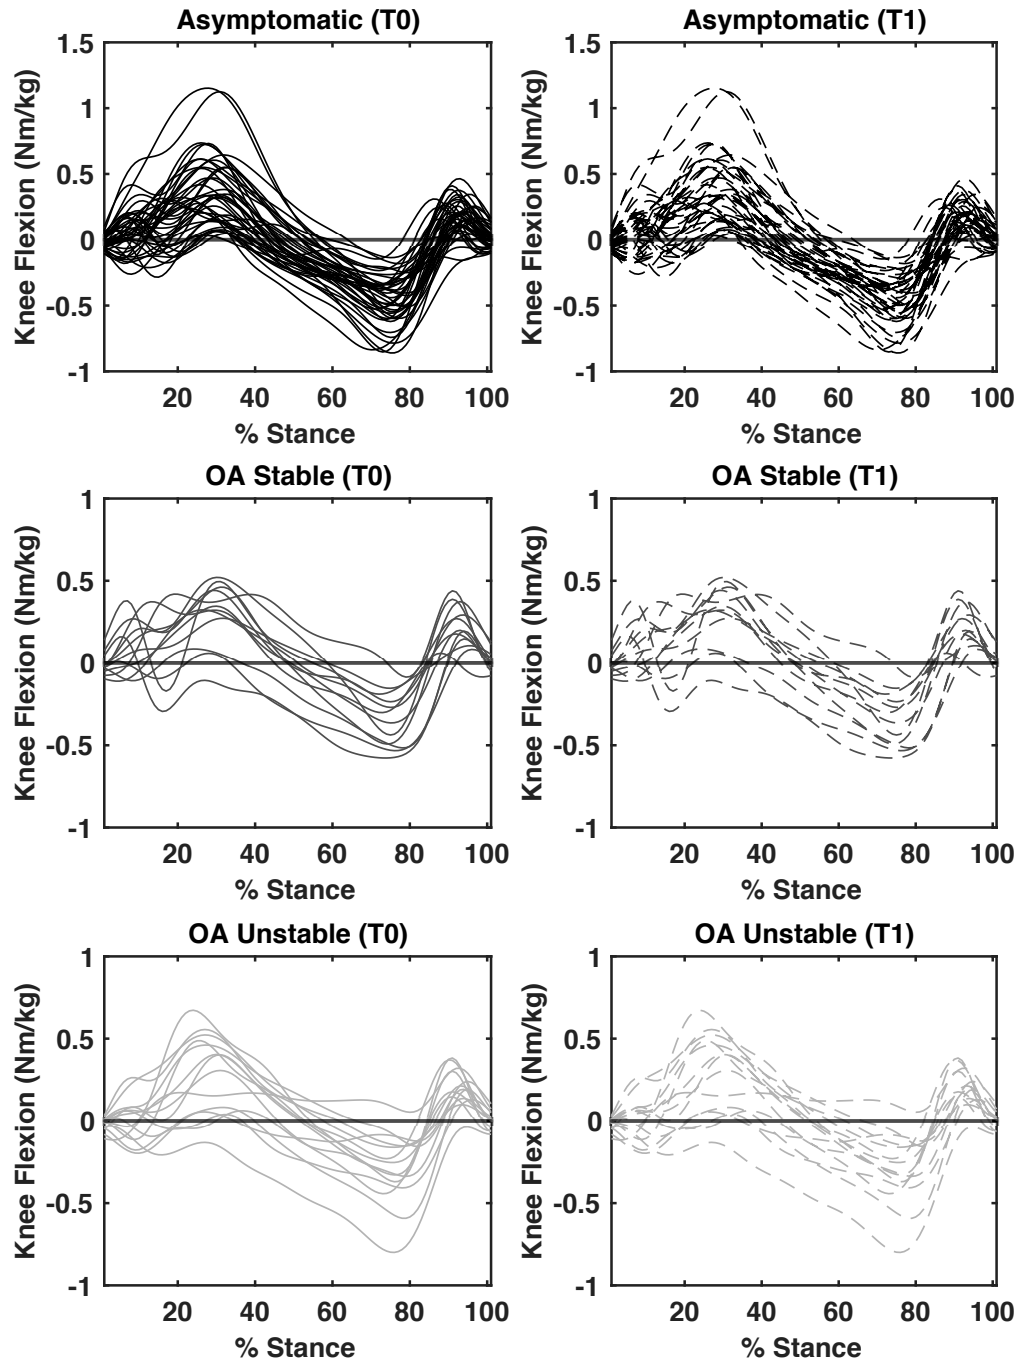 Asymptomatic (T0)
Knee Flexion (Nm/kg)
1.5
1
0.5
0
-0.5
-1
20 40 60 80 100
% Stance
Asymptomatic (T1)
Knee Flexion (Nm/kg)
1.5
1
0.5
0
-0.5
-1
20 40 60 80 100
% Stance
OA Stable (T0)
Knee Flexion (Nm/kg)
1
0.5
0
-0.5
-1
20 40 60 80 100
% Stance
OA Stable (T1)
Knee Flexion (Nm/kg)
1
0.5
0
-0.5
-1
20 40 60 80 100
% Stance
OA Unstable (T0)
Knee Flexion (Nm/kg)
1
0.5
0
-0.5
-1
20 40 60 80 100
% Stance
OA Unstable (T1)
Knee Flexion (Nm/kg)
1
0.5
0
-0.5
-1
20 40 60 80 100
% Stance